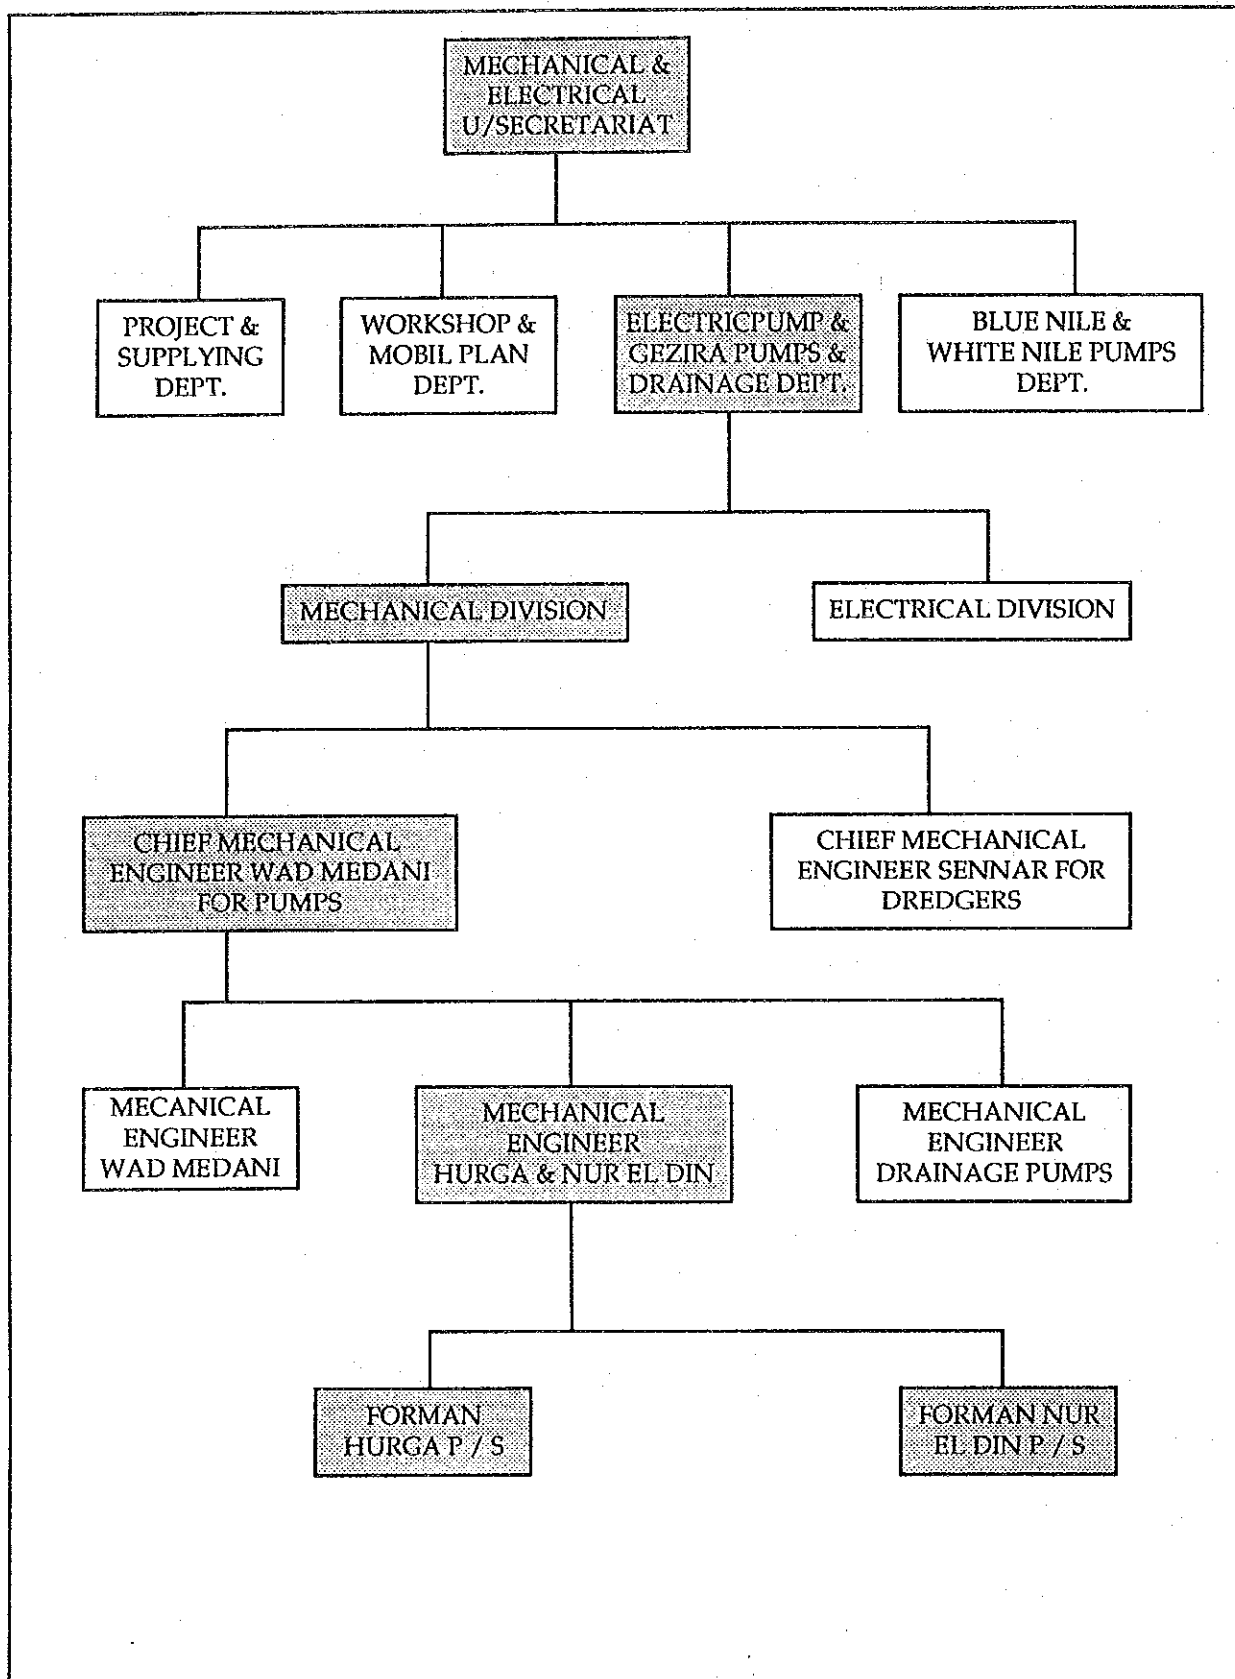 MECHANICAL &
ELECTRICAL
U/SECRETARIAT
PROJECT &
SUPPLYING
DEPT.
WORKSHOP &
MOBIL PLAN
DEPT.
ELECTRICPUMP &
GEZIRA PUMPS &
DRAINAGE DEPT.
BLUE NILE &
WHITE NILE PUMPS
DEPT.
MECHANICAL DIVISION
ELECTRICAL DIVISION
CHIEF MECHANICAL
ENGINEER WAD MEDANI
FOR PUMPS
CHIEF MECHANICAL
ENGINEER SENNAR FOR
DREDGERS
MECANICAL
ENGINEER
WAD MEDANI
MECHANICAL
ENGINEER
HURGA & NUR EL DIN
MECHANICAL
ENGINEER
DRAINAGE PUMPS
FORMAN
HURGA P / S
FORMAN NUR
EL DIN P / S